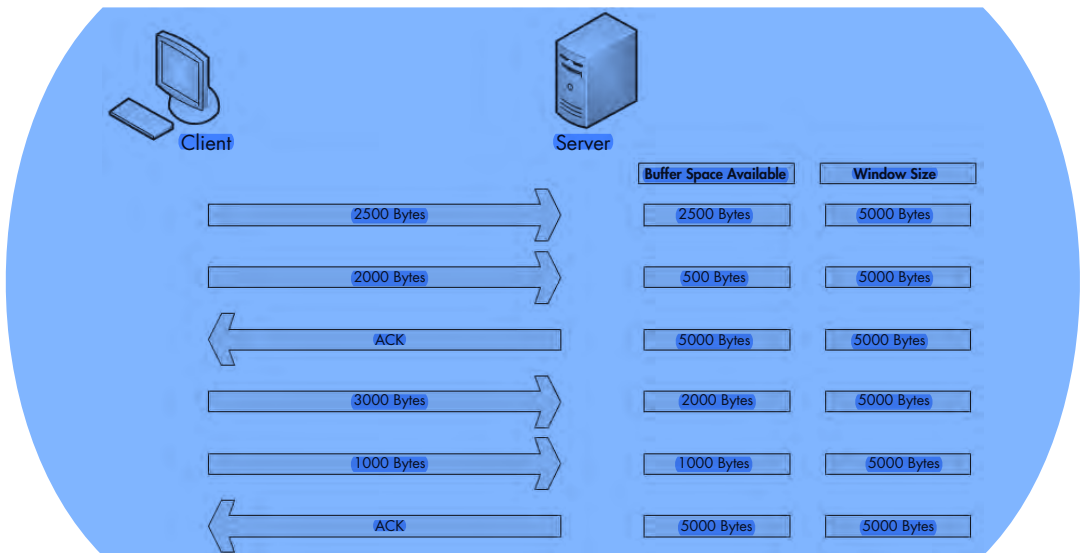 Client
Server
Buffer Space Available
Window Size
2500 Bytes
2500 Bytes
5000 Bytes
2000 Bytes
500 Bytes
5000 Bytes
ACK
5000 Bytes
5000 Bytes
3000 Bytes
2000 Bytes
5000 Bytes
1000 Bytes
1000 Bytes
5000 Bytes
ACK
5000 Bytes
5000 Bytes